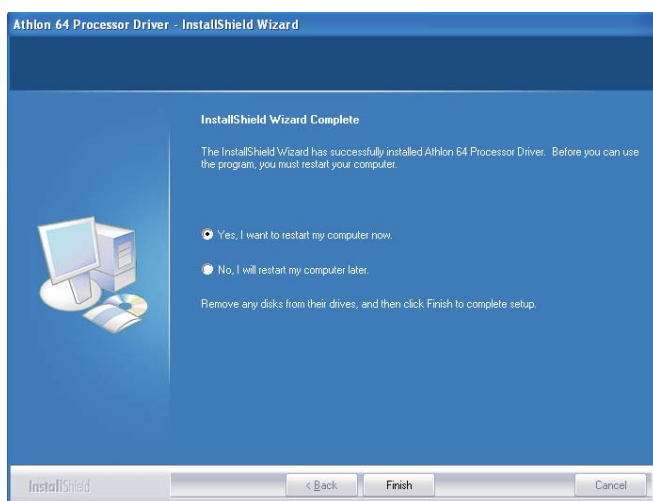 Athlon 64 Processor Driver - InstallShield Wizard
InstallShield Wizard Complete
The InstallShield Wizard has successfully installed Athlon 64 Processor Driver.  Before you can use
the program, you must restart your computer.
Yes, I want to restart my computer now.
No, I will restart my computer later.
Remove any disks from their drives, and then click Finish to complete setup.
InstallShield
< Back
Finish
Cancel